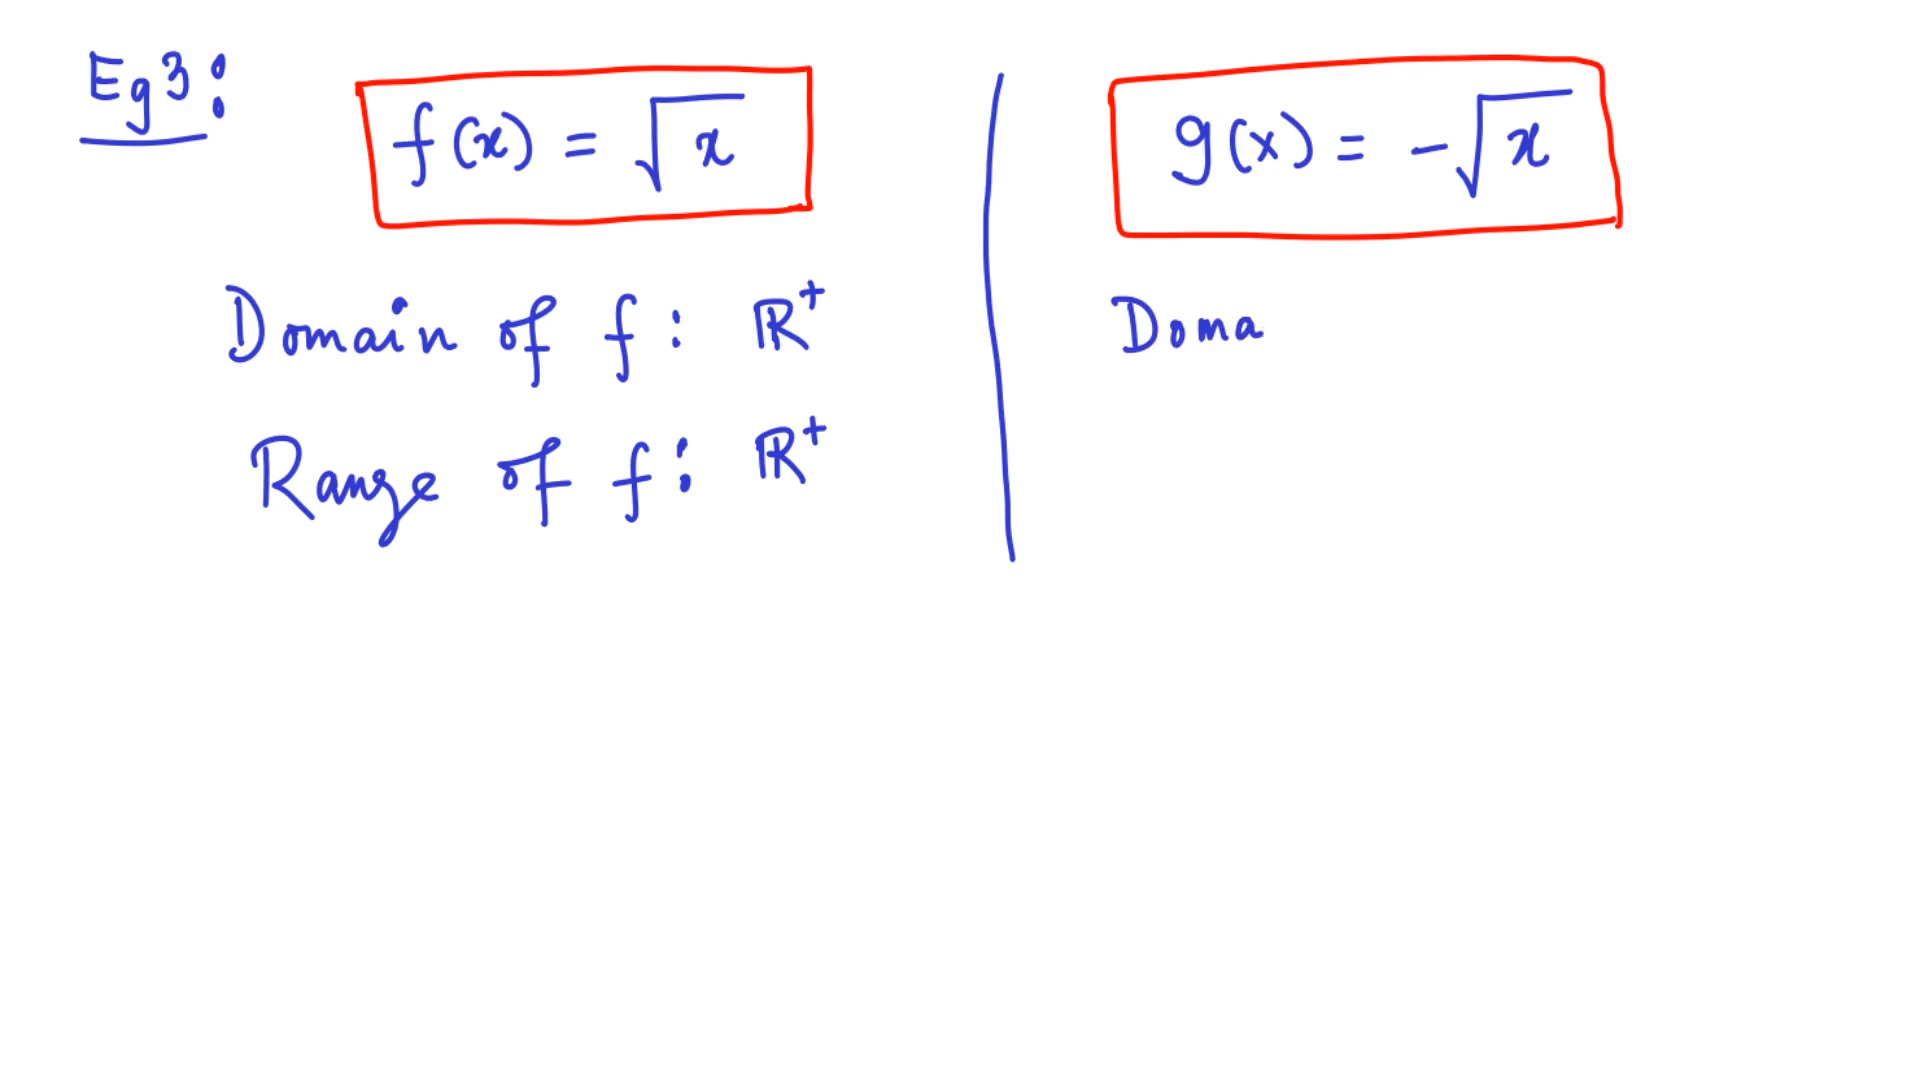 Eg3:
f(x) = √x
Domain of f : ℝ⁺
Range of f : ℝ⁺
g(x) = -√x
Doma